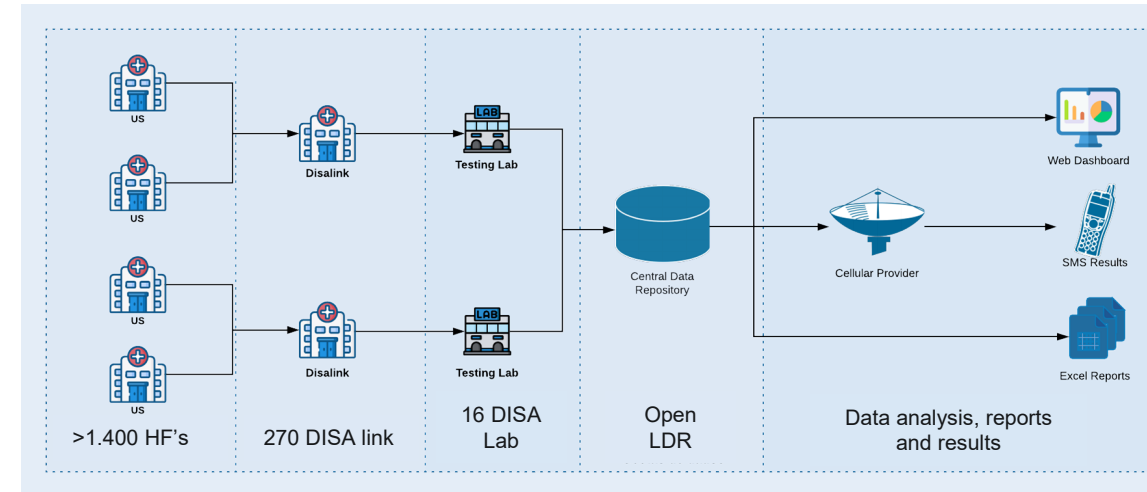 US
US
US
US
Disalink
Disalink
LAB
Testing Lab
LAB
Testing Lab
Central Data
Repository
Cellular Provider
Web Dashboard
SMS Results
Excel Reports
>1.400 HF's
270 DISA link
16 DISA
Lab
Open
LDR
Data analysis, reports
and results